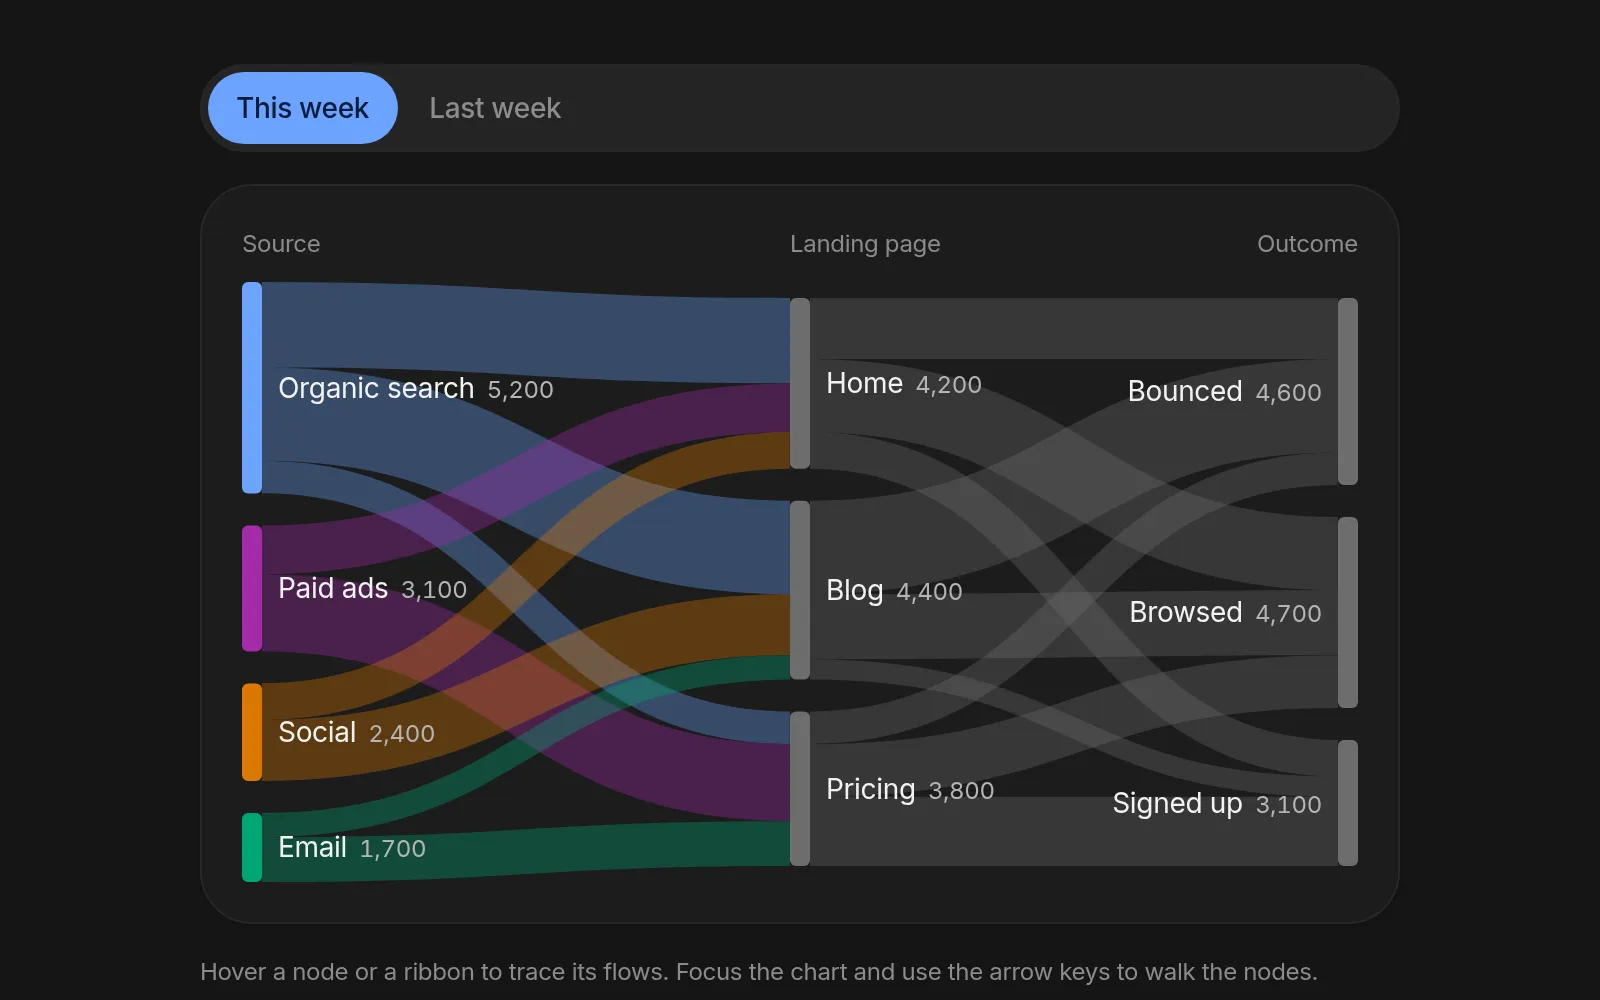 This week Last week
Source Landing page Outcome
Organic search 5,200
Home 4,200
Bounced 4,600
Paid ads 3,100
Blog 4,400
Browsed 4,700
Social 2,400
Pricing 3,800
Signed up 3,100
Email 1,700
Hover a node or a ribbon to trace its flows. Focus the chart and use the arrow keys to walk the nodes.